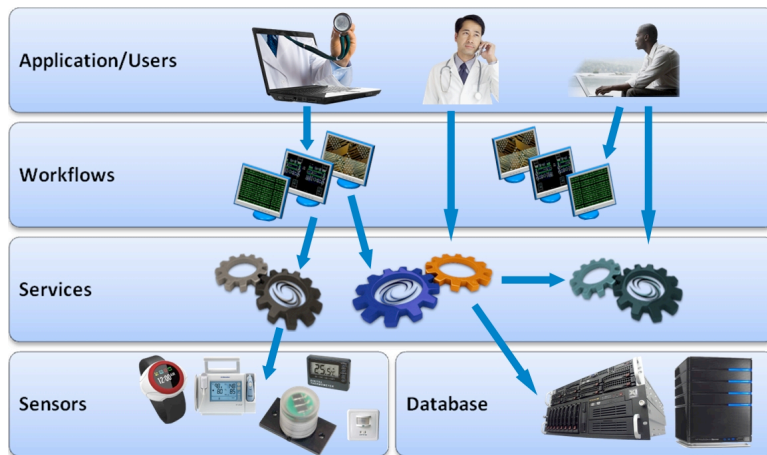 Application/Users
Workflows
Services
Sensors
Database